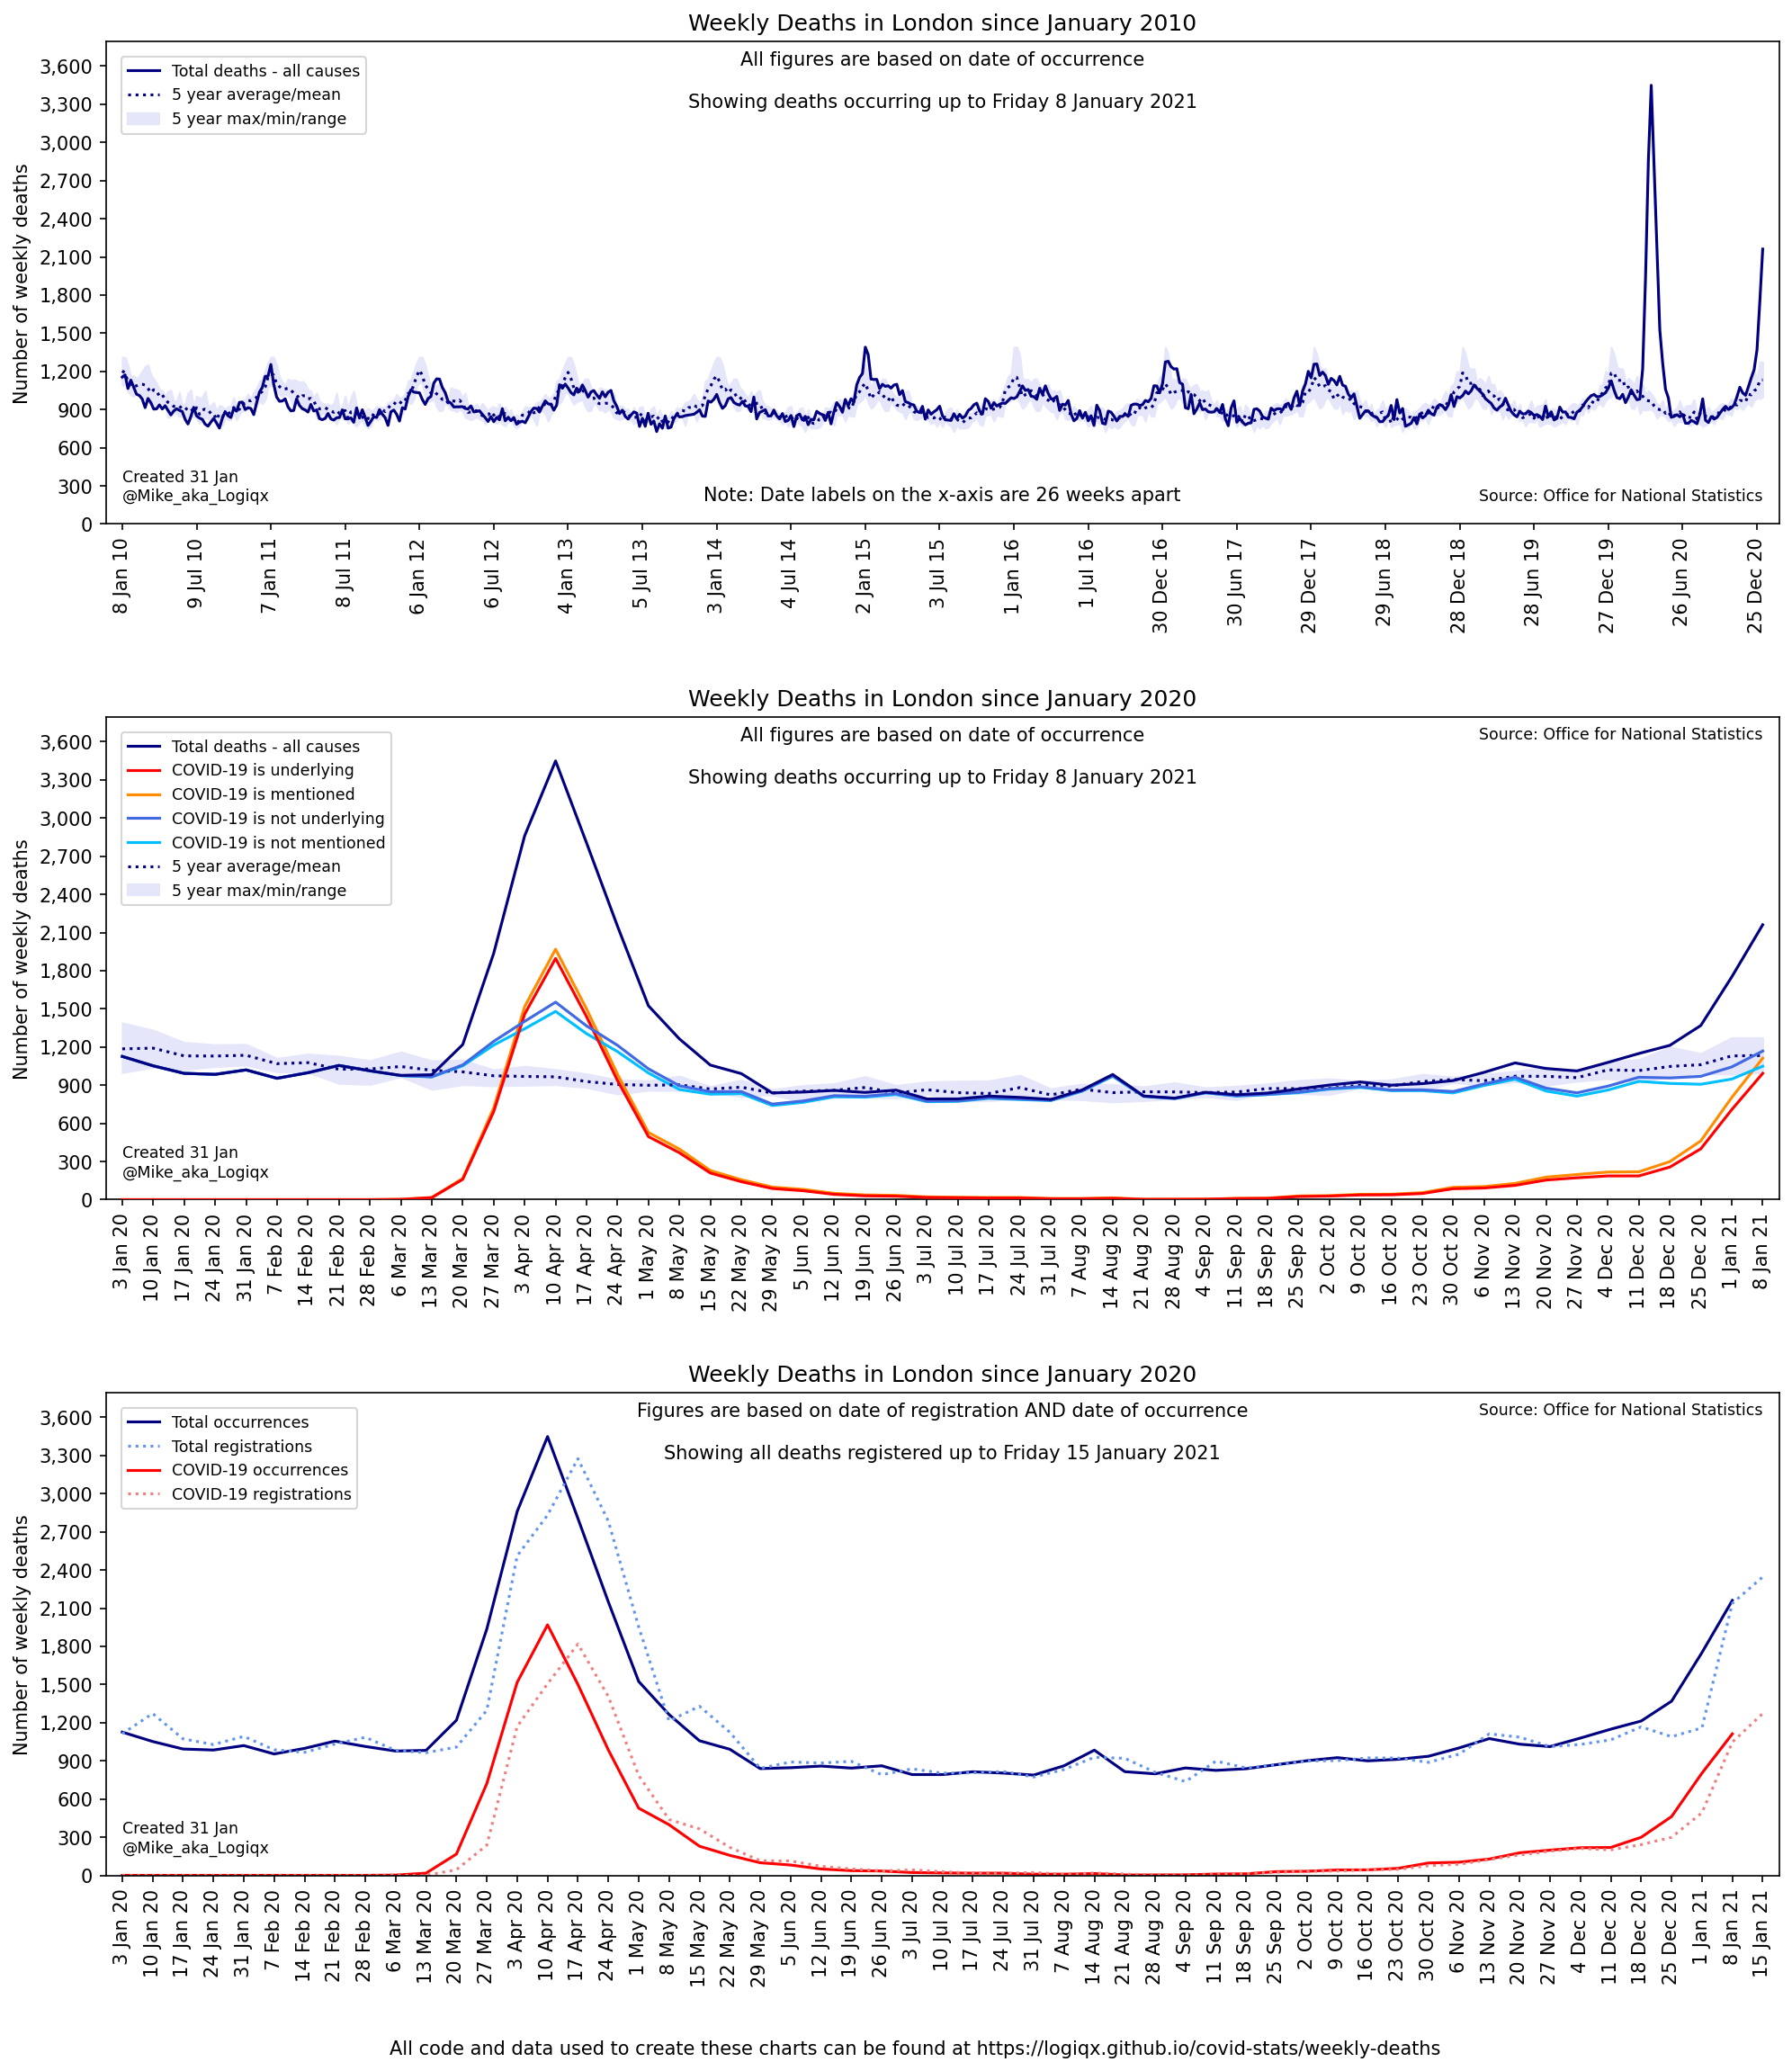 Weekly Deaths in London since January 2010
All figures are based on date of occurrence
Showing deaths occurring up to Friday 8 January 2021
Total deaths - all causes
5 year average/mean
5 year max/min/range
Number of weekly deaths
3,600
3,300
3,000
2,700
2,400
2,100
1,800
1,500
1,200
900
600
300
0
Created 31 Jan
@Mike_aka_Logiqx
Note: Date labels on the x-axis are 26 weeks apart
Source: Office for National Statistics
8 Jan 10
9 Jul 10
7 Jan 11
8 Jul 11
6 Jan 12
6 Jul 12
4 Jan 13
5 Jul 13
3 Jan 14
4 Jul 14
2 Jan 15
3 Jul 15
1 Jan 16
1 Jul 16
30 Dec 16
30 Jun 17
29 Dec 17
29 Jun 18
28 Dec 18
28 Jun 19
27 Dec 19
26 Jun 20
25 Dec 20
Weekly Deaths in London since January 2020
All figures are based on date of occurrence
Showing deaths occurring up to Friday 8 January 2021
Source: Office for National Statistics
Total deaths - all causes
COVID-19 is underlying
COVID-19 is mentioned
COVID-19 is not underlying
COVID-19 is not mentioned
5 year average/mean
5 year max/min/range
Number of weekly deaths
3,600
3,300
3,000
2,700
2,400
2,100
1,800
1,500
1,200
900
600
300
0
Created 31 Jan
@Mike_aka_Logiqx
3 Jan 20
10 Jan 20
17 Jan 20
24 Jan 20
31 Jan 20
7 Feb 20
14 Feb 20
21 Feb 20
28 Feb 20
6 Mar 20
13 Mar 20
20 Mar 20
27 Mar 20
3 Apr 20
10 Apr 20
17 Apr 20
24 Apr 20
1 May 20
8 May 20
15 May 20
22 May 20
29 May 20
5 Jun 20
12 Jun 20
19 Jun 20
26 Jun 20
3 Jul 20
10 Jul 20
17 Jul 20
24 Jul 20
31 Jul 20
7 Aug 20
14 Aug 20
21 Aug 20
28 Aug 20
4 Sep 20
11 Sep 20
18 Sep 20
25 Sep 20
2 Oct 20
9 Oct 20
16 Oct 20
23 Oct 20
30 Oct 20
6 Nov 20
13 Nov 20
20 Nov 20
27 Nov 20
4 Dec 20
11 Dec 20
18 Dec 20
25 Dec 20
1 Jan 21
8 Jan 21
Weekly Deaths in London since January 2020
Figures are based on date of registration AND date of occurrence
Showing all deaths registered up to Friday 15 January 2021
Source: Office for National Statistics
Total occurrences
Total registrations
COVID-19 occurrences
COVID-19 registrations
Number of weekly deaths
3,600
3,300
3,000
2,700
2,400
2,100
1,800
1,500
1,200
900
600
300
0
Created 31 Jan
@Mike_aka_Logiqx
3 Jan 20
10 Jan 20
17 Jan 20
24 Jan 20
31 Jan 20
7 Feb 20
14 Feb 20
21 Feb 20
28 Feb 20
6 Mar 20
13 Mar 20
20 Mar 20
27 Mar 20
3 Apr 20
10 Apr 20
17 Apr 20
24 Apr 20
1 May 20
8 May 20
15 May 20
22 May 20
29 May 20
5 Jun 20
12 Jun 20
19 Jun 20
26 Jun 20
3 Jul 20
10 Jul 20
17 Jul 20
24 Jul 20
31 Jul 20
7 Aug 20
14 Aug 20
21 Aug 20
28 Aug 20
4 Sep 20
11 Sep 20
18 Sep 20
25 Sep 20
2 Oct 20
9 Oct 20
16 Oct 20
23 Oct 20
30 Oct 20
6 Nov 20
13 Nov 20
20 Nov 20
27 Nov 20
4 Dec 20
11 Dec 20
18 Dec 20
25 Dec 20
1 Jan 21
8 Jan 21
15 Jan 21
All code and data used to create these charts can be found at https://logiqx.github.io/covid-stats/weekly-deaths